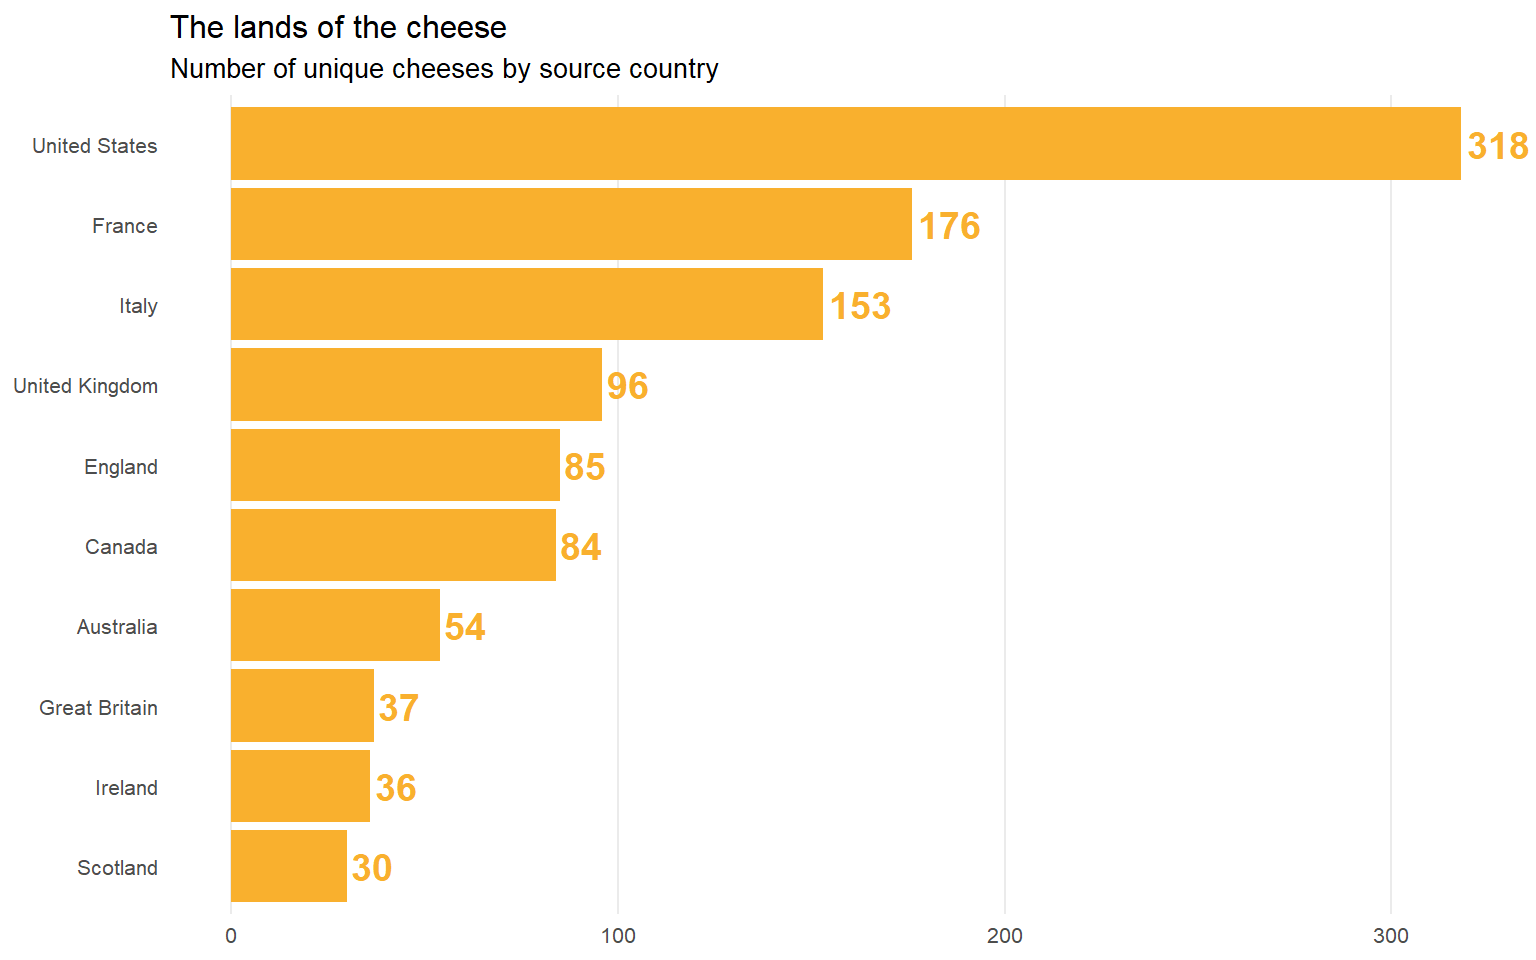 The lands of the cheese
Number of unique cheeses by source country
United States 318
France 176
Italy 153
United Kingdom 96
England 85
Canada 84
Australia 54
Great Britain 37
Ireland 36
Scotland 30
0 100 200 300